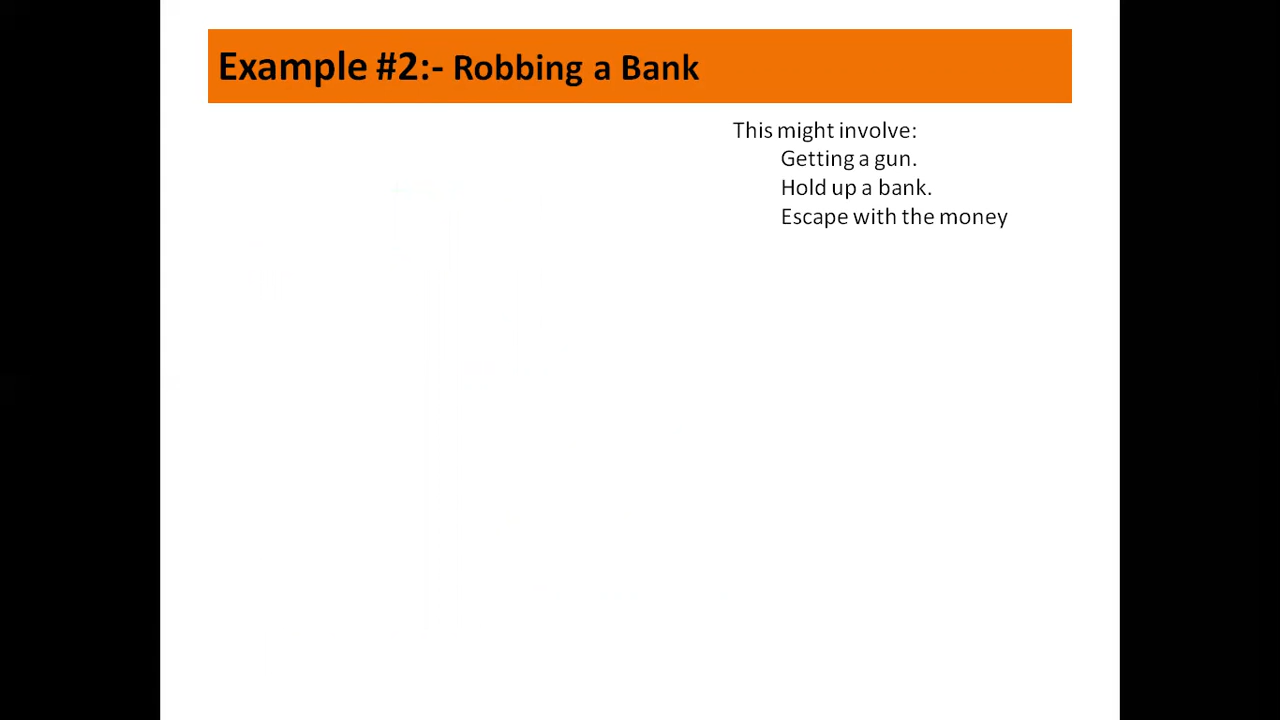 Example #2:- Robbing a Bank
This might involve:
Getting a gun.
Hold up a bank.
Escape with the money